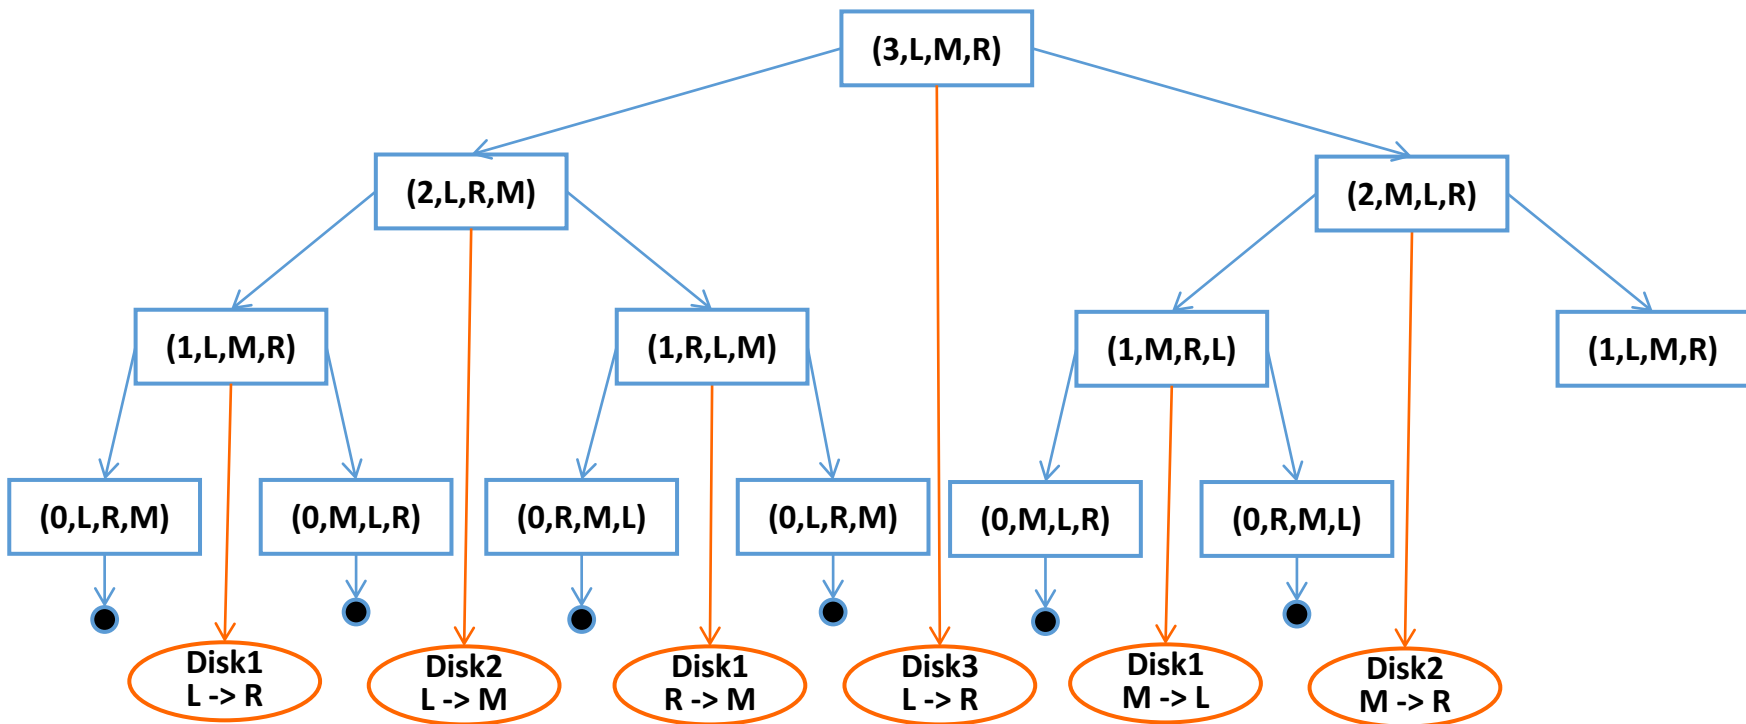 (3,L,M,R)
(2,L,R,M)
(2,M,L,R)
(1,L,M,R)
(1,R,L,M)
(1,M,R,L)
(1,L,M,R)
(0,L,R,M)
(0,M,L,R)
(0,R,M,L)
(0,L,R,M)
(0,M,L,R)
(0,R,M,L)
Disk1
L -> R
Disk2
L -> M
Disk1
R -> M
Disk3
L -> R
Disk1
M -> L
Disk2
M -> R